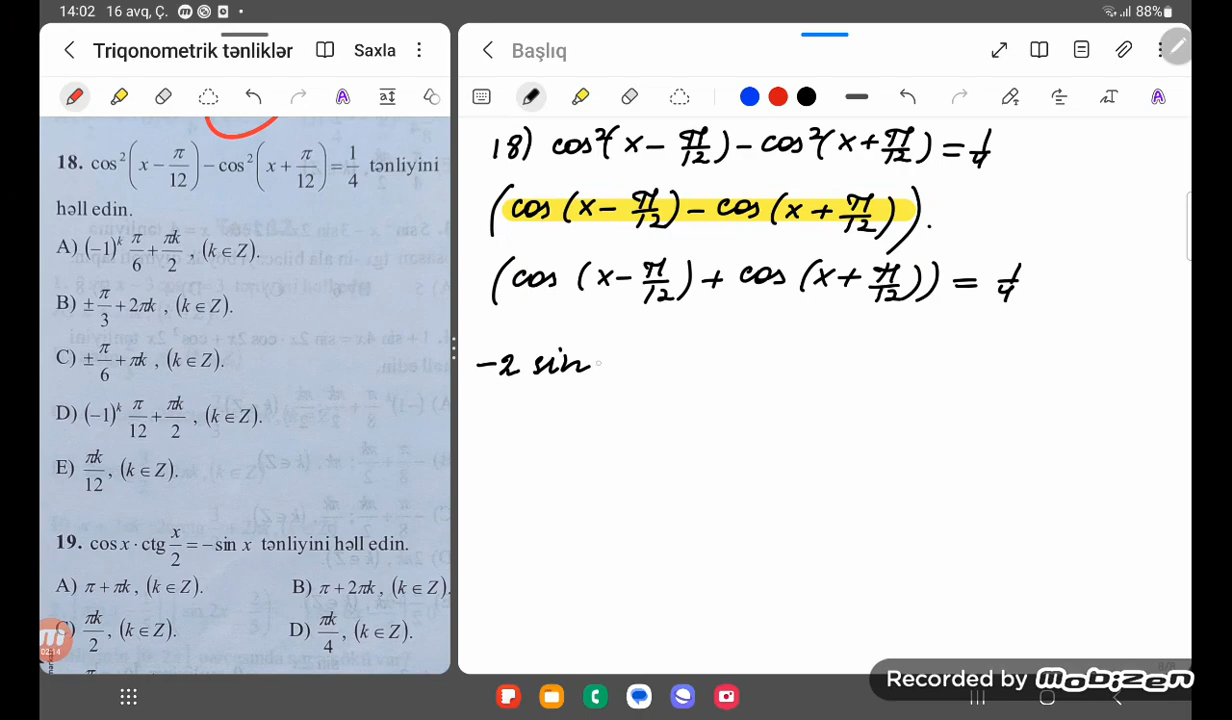 14:02 16 avq, Ç. 88%
Triqonometrik tənliklər Saxla
18. cos²(x − π/12) − cos²(x + π/12) = 1/4 tənliyini
həll edin.
A) (−1)ᵏ π/6 + πk/2, (k ∈ Z).
B) ± π/3 + 2πk, (k ∈ Z).
C) ± π/6 + πk, (k ∈ Z).
D) (−1)ᵏ π/12 + πk/2, (k ∈ Z).
E) πk/12, (k ∈ Z).
19. cos x · ctg x/2 = −sin x tənliyini həll edin.
A) π + πk, (k ∈ Z). B) π + 2πk, (k ∈ Z).
C) πk/2, (k ∈ Z). D) πk/4, (k ∈ Z).
02:14
Başlıq
18) cos²(x − π/12) − cos²(x + π/12) = 1/4
(cos(x − π/12) − cos(x + π/12)) ·
(cos(x − π/12) + cos(x + π/12)) = 1/4
−2 sin
Recorded by mobizen